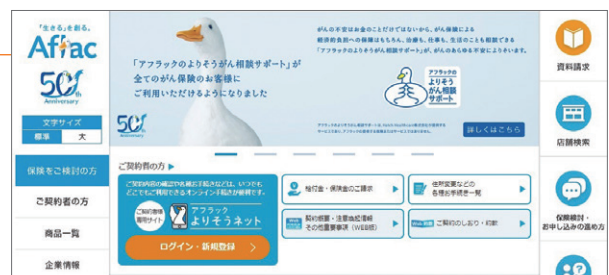 「生きる」を創る。
Aflac
50th
Anniversary
文字サイズ
標準 大
保険をご検討の方
ご契約者の方
商品一覧
企業情報
「アフラックのよりそうがん相談サポート」が
全てのがん保険のお客様に
ご利用いただけるようになりました
50th
がんの不安はお金のことだけではないから、がん保険による
経済的負担への保障はもちろん、治療も、仕事も、生活のことも相談できる
「アフラックのよりそうがん相談サポート」が、がんのあらゆる不安によりそいます。
アフラックの
よりそう
がん相談
サポート
詳しくはこちら
ご契約者の方
ご契約内容の確認や各種お手続きなどは、いつでも
どこでもご利用できるオンライン手続きが便利です。
ご契約者様
専用サイト
アフラック
よりそうネット
ログイン・新規登録
給付金・保険金のご請求
住所変更などの
各種お手続き一覧
契約概要・注意喚起情報
その他重要事項（WEB版）
ご契約のしおり・約款
資料請求
店舗検索
保険検討・
お申し込みの進め方